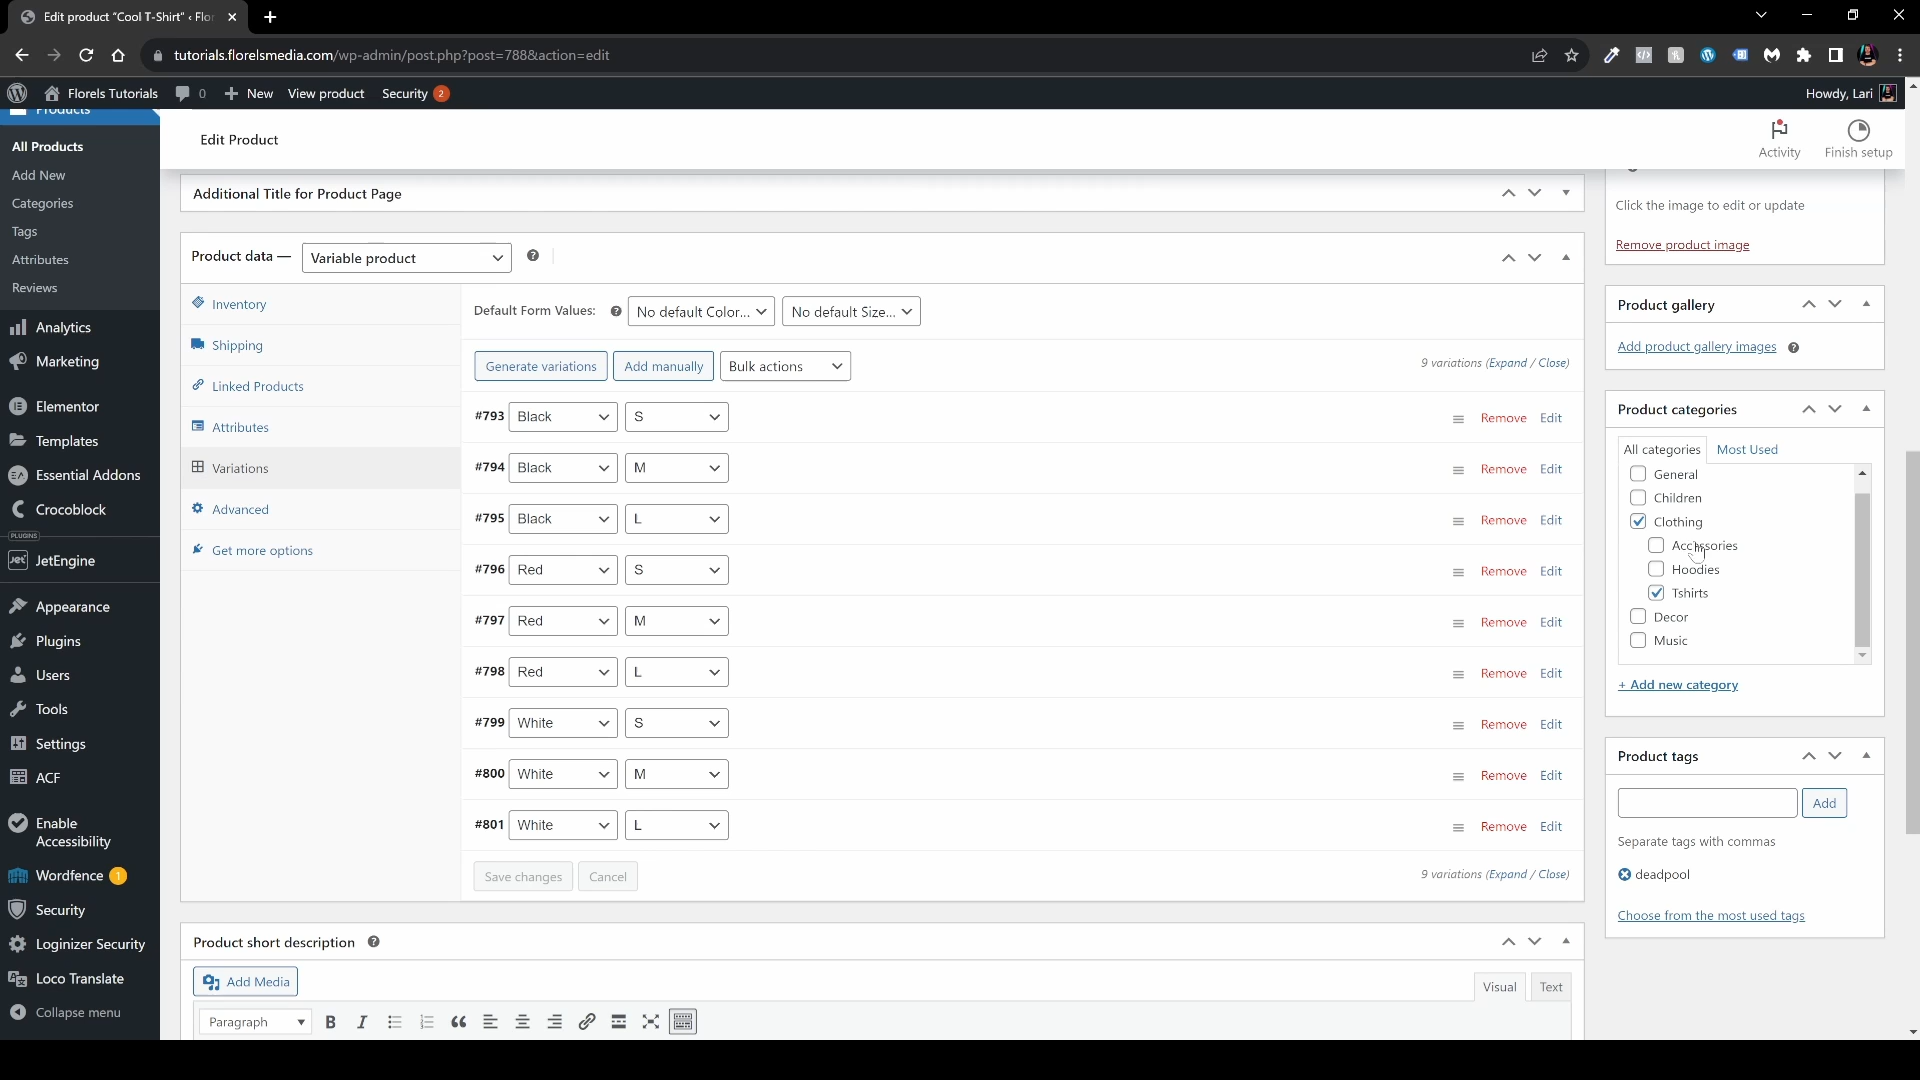 Edit product “Cool T-Shirt” ‹ Flor
tutorials.florelsmedia.com/wp-admin/post.php?post=788&action=edit
Florels Tutorials 0 New View product Security 2 Howdy, Lari
Products
All Products
Add New
Categories
Tags
Attributes
Reviews
Analytics
Marketing
Elementor
Templates
Essential Addons
Crocoblock
PLUGINS
JetEngine
Appearance
Plugins
Users
Tools
Settings
ACF
Enable
Accessibility
Wordfence 1
Security
Loginizer Security
Loco Translate
Collapse menu
Edit Product
Activity
Finish setup
Additional Title for Product Page
Product data — Variable product
Inventory
Shipping
Linked Products
Attributes
Variations
Advanced
Get more options
Default Form Values: No default Color... No default Size...
Generate variations Add manually Bulk actions 9 variations (Expand / Close)
#793 Black S Remove Edit
#794 Black M Remove Edit
#795 Black L Remove Edit
#796 Red S Remove Edit
#797 Red M Remove Edit
#798 Red L Remove Edit
#799 White S Remove Edit
#800 White M Remove Edit
#801 White L Remove Edit
Save changes Cancel 9 variations (Expand / Close)
Product short description
Add Media
Visual Text
Paragraph
Click the image to edit or update
Remove product image
Product gallery
Add product gallery images
Product categories
All categories Most Used
General
Children
Clothing
Accessories
Hoodies
Tshirts
Decor
Music
+ Add new category
Product tags
Add
Separate tags with commas
deadpool
Choose from the most used tags